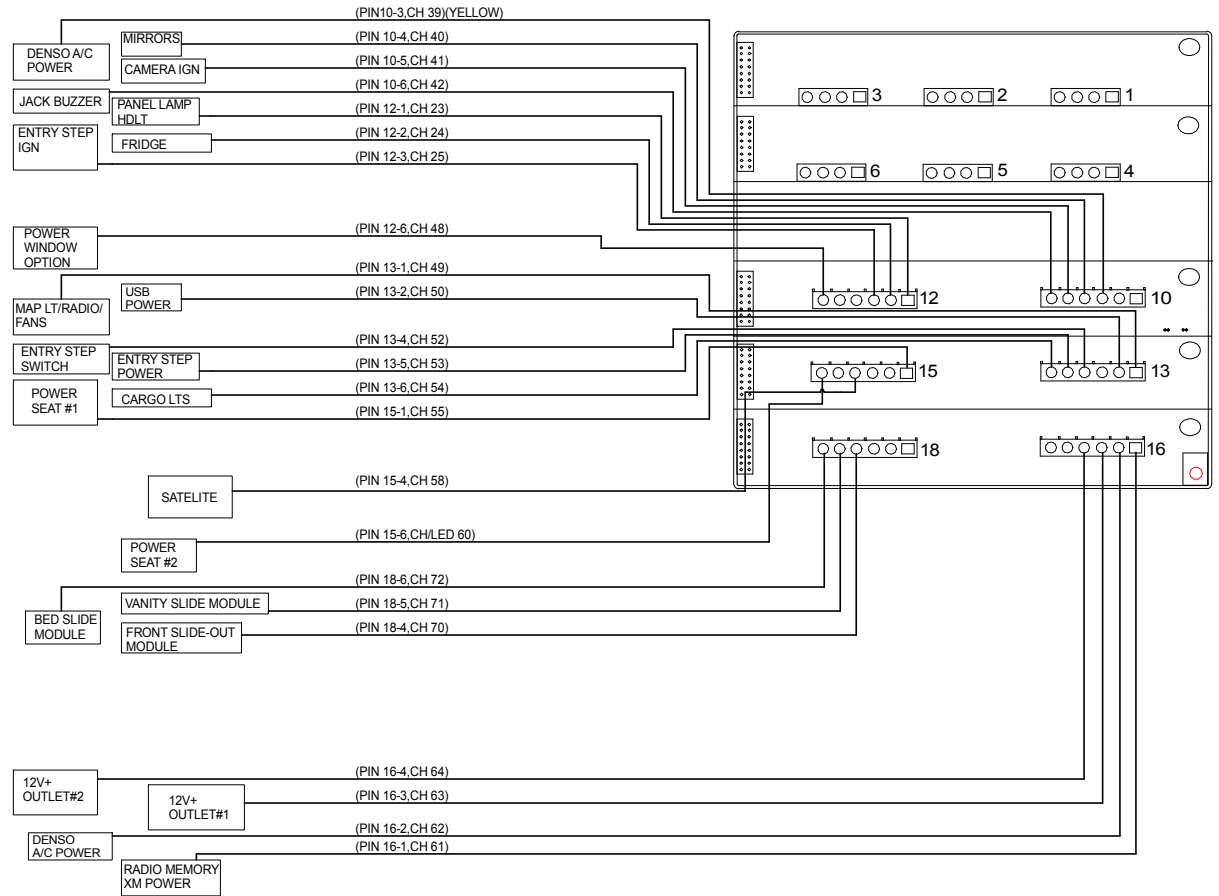 (PIN10-3,CH 39)(YELLOW)
DENSO A/C
POWER
MIRRORS
(PIN 10-4,CH 40)
CAMERA IGN
(PIN 10-5,CH 41)
JACK BUZZER
(PIN 10-6,CH 42)
PANEL LAMP
HDLT
(PIN 12-1,CH 23)
ENTRY STEP
IGN
FRIDGE
(PIN 12-2,CH 24)
(PIN 12-3,CH 25)
3
2
1
6
5
4
POWER
WINDOW
OPTION
(PIN 12-6,CH 48)
(PIN 13-1,CH 49)
MAP LT/RADIO/
FANS
USB
POWER
(PIN 13-2,CH 50)
12
10
ENTRY STEP
SWITCH
(PIN 13-4,CH 52)
ENTRY STEP
POWER
(PIN 13-5,CH 53)
POWER
SEAT #1
CARGO LTS
(PIN 13-6,CH 54)
(PIN 15-1,CH 55)
15
13
18
16
SATELITE
(PIN 15-4,CH 58)
POWER
SEAT #2
(PIN 15-6,CH/LED 60)
BED SLIDE
MODULE
(PIN 18-6,CH 72)
VANITY SLIDE MODULE
(PIN 18-5,CH 71)
FRONT SLIDE-OUT
MODULE
(PIN 18-4,CH 70)
12V+
OUTLET#2
(PIN 16-4,CH 64)
12V+
OUTLET#1
(PIN 16-3,CH 63)
DENSO
A/C POWER
(PIN 16-2,CH 62)
RADIO MEMORY
XM POWER
(PIN 16-1,CH 61)